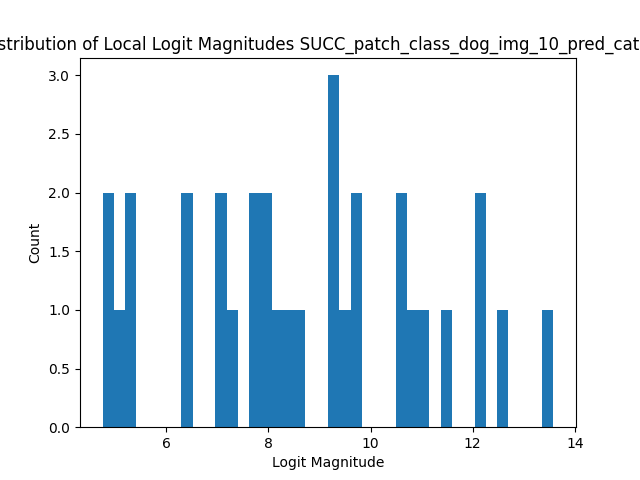 stribution of Local Logit Magnitudes SUCC_patch_class_dog_img_10_pred_cat
3.0
2.5
2.0
1.5
1.0
0.5
0.0
Count
6 8 10 12 14
Logit Magnitude